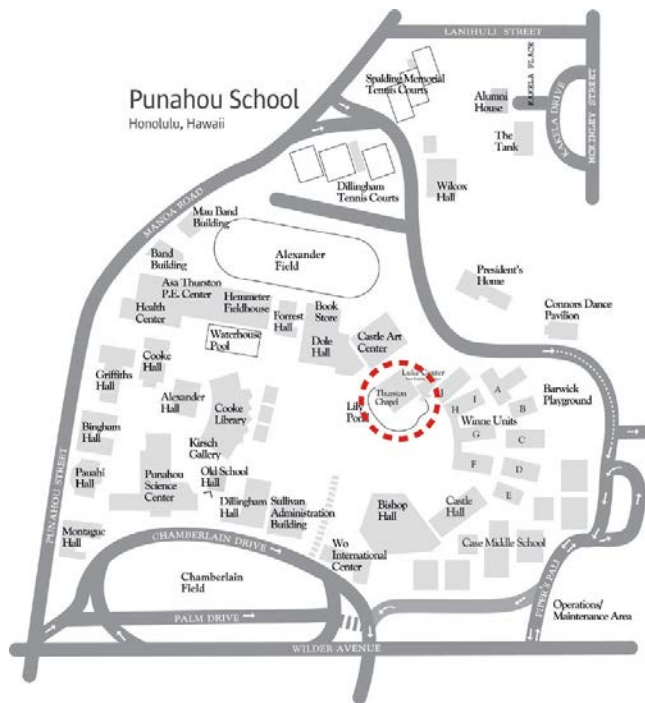 LANIHULI STREET
Punahou School
Honolulu, Hawaii
Spalding Memorial
Tennis Courts
KAKELA PLACE
KAKELA DRIVE
MCKINLEY STREET
Alumni
House
The
Tank
Dillingham
Tennis Courts
Wilcox
Hall
MANOA ROAD
Mau Band
Building
Alexander
Field
Band
Building
President's
Home
Asa Thurston
P.E. Center
Hemmeter
Fieldhouse
Book
Store
Connors Dance
Pavilion
Health
Center
Forrest
Hall
Dole
Hall
Castle Art
Center
Waterhouse
Pool
Cooke
Hall
Griffiths
Hall
Luke Center
Thurston
Chapel
Barwick
Playground
Alexander
Hall
Cooke
Library
Lily
Pond
J
I
A
H
B
Winne Units
G
C
Bingham
Hall
Kirsch
Gallery
F
D
Pauahi
Hall
Punahou
Science
Center
Old School
Hall
E
PUNAHOU STREET
Dillingham
Hall
Sullivan
Administration
Building
Bishop
Hall
Castle
Hall
Montague
Hall
CHAMBERLAIN DRIVE
Wo
International
Center
Case Middle School
PIPER'S PALI
Chamberlain
Field
Operations/
Maintenance Area
PALM DRIVE
WILDER AVENUE